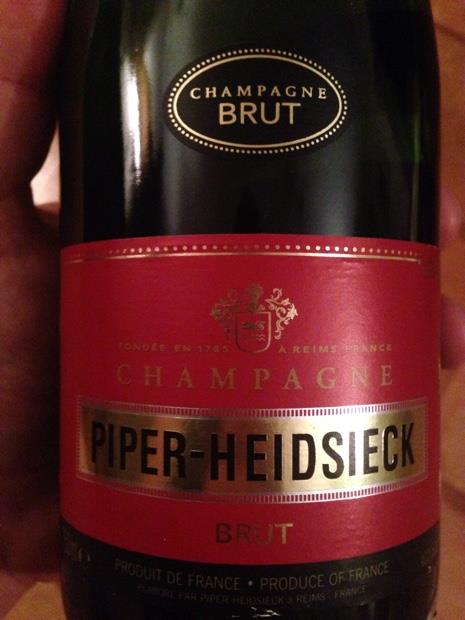 CHAMPAGNE
BRUT
FONDÉE EN 1785 À REIMS FRANCE
CHAMPAGNE
PIPER-HEIDSIECK
BRUT
PRODUIT DE FRANCE • PRODUCE OF FRANCE
ÉLABORÉ PAR PIPER-HEIDSIECK À REIMS - FRANCE